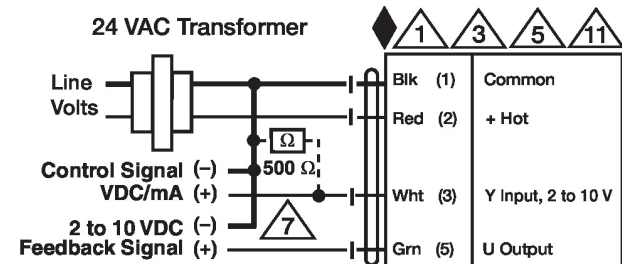 24 VAC Transformer
1 3 5 11
Line
Volts
Blk (1) Common
Red (2) + Hot
Ω
500 Ω
Control Signal (–)
VDC/mA (+)
Wht (3) Y Input, 2 to 10 V
7
2 to 10 VDC (–)
Feedback Signal (+)
Grn (5) U Output